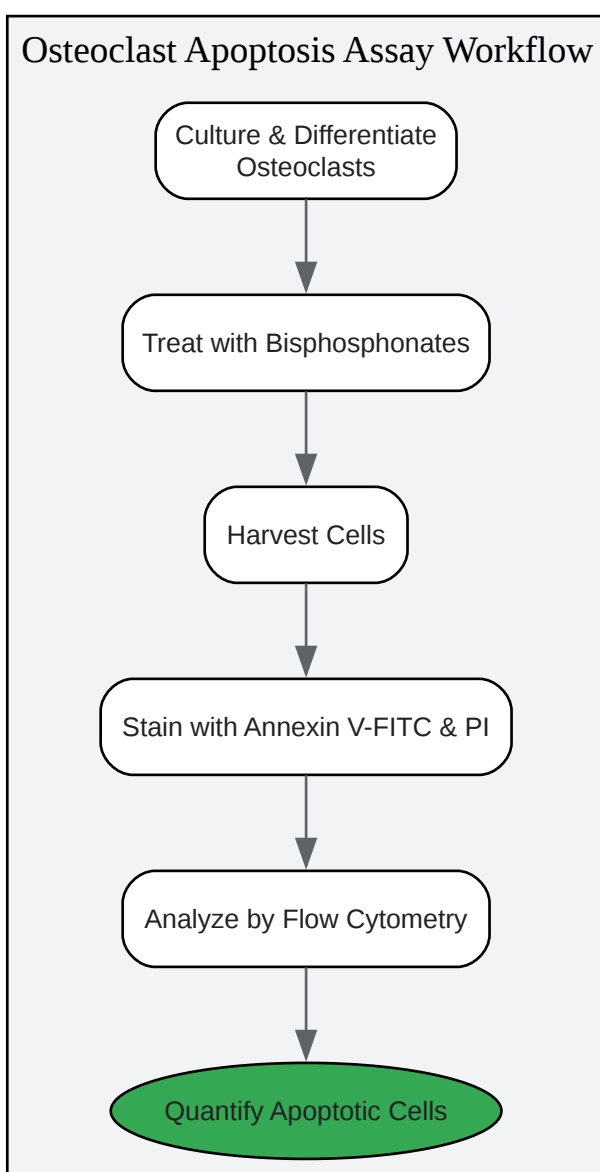 Osteoclast Apoptosis Assay Workflow
Culture & Differentiate
Osteoclasts
Treat with Bisphosphonates
Harvest Cells
Stain with Annexin V-FITC & PI
Analyze by Flow Cytometry
Quantify Apoptotic Cells